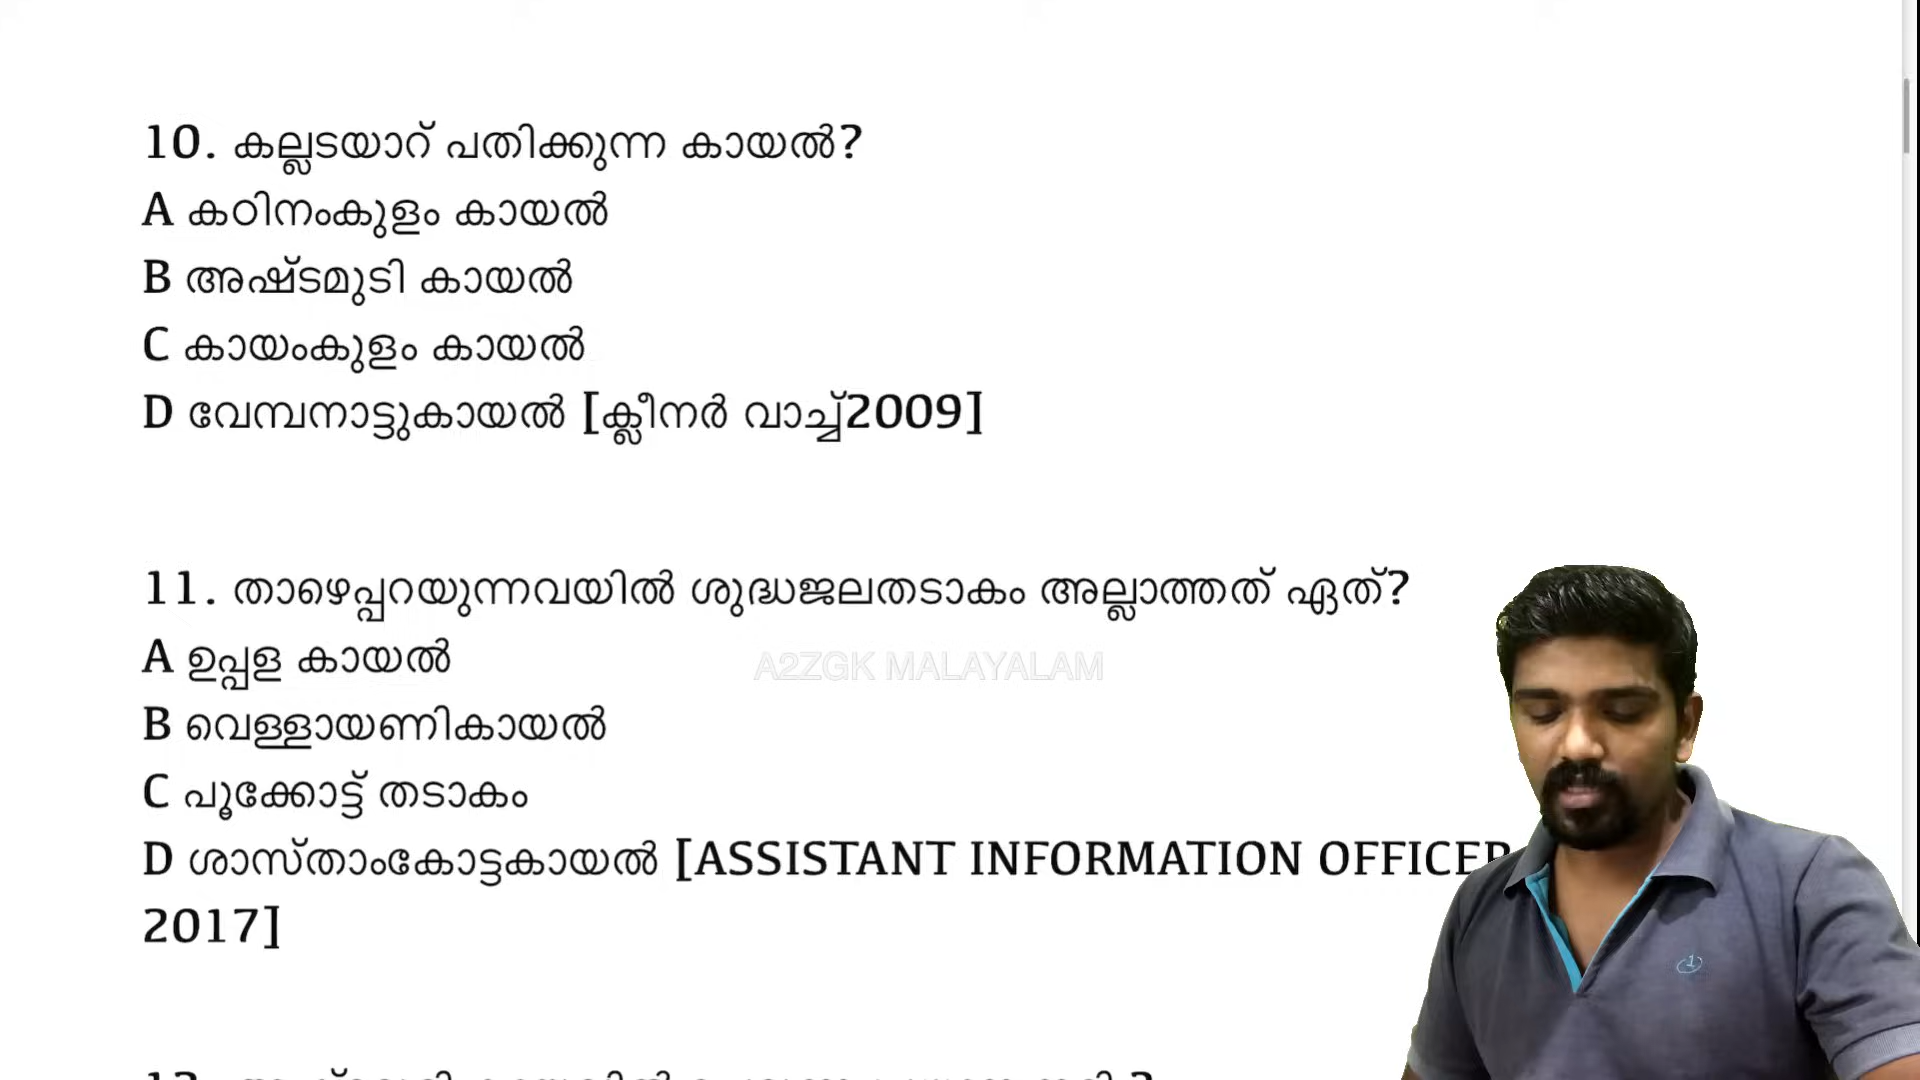 10. കല്ലടയാറ് പതിക്കുന്ന കായൽ?
A കഠിനംകുളം കായൽ
B അഷ്ടമുടി കായൽ
C കായംകുളം കായൽ
D വേമ്പനാട്ടുകായൽ [ക്ലീനർ വാച്ച്2009]
11. താഴെപ്പറയുന്നവയിൽ ശുദ്ധജലതടാകം അല്ലാത്തത് ഏത്?
A ഉപ്പള കായൽ
A2ZGK MALAYALAM
B വെള്ളായണികായൽ
C പൂക്കോട്ട് തടാകം
D ശാസ്താംകോട്ടകായൽ [ASSISTANT INFORMATION OFFICER
2017]